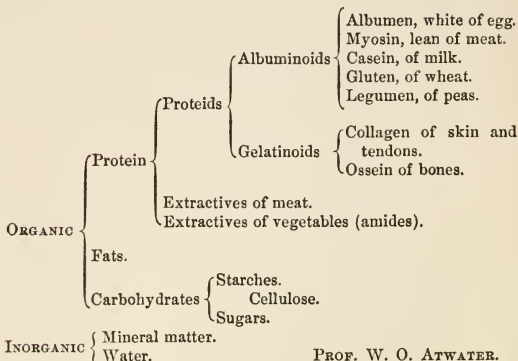 Albumen, white of egg.
Myosin, lean of meat.
Albuminoids Casein, of milk.
Gluten, of wheat.
Legumen, of peas.
Proteids
Gelatinoids Collagen of skin and
tendons.
Ossein of bones.
Protein
Extractives of meat.
Extractives of vegetables (amides).
ORGANIC
Fats.
Carbohydrates Starches.
Cellulose.
Sugars.
INORGANIC Mineral matter.
Water. PROF. W. O. ATWATER.